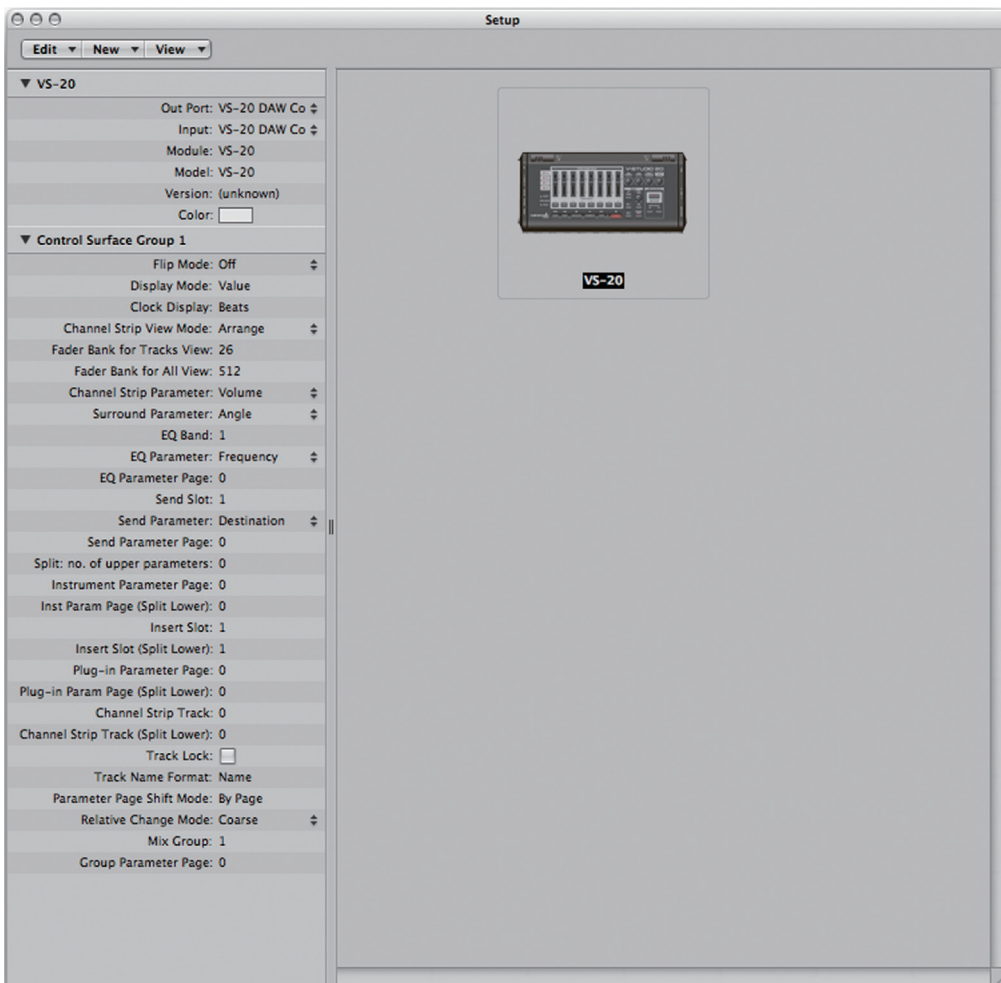 Setup
Edit New View
VS-20
Out Port: VS-20 DAW Co
Input: VS-20 DAW Co
Module: VS-20
Model: VS-20
Version: (unknown)
Color:
Control Surface Group 1
Flip Mode: Off
Display Mode: Value
Clock Display: Beats
Channel Strip View Mode: Arrange
Fader Bank for Tracks View: 26
Fader Bank for All View: 512
Channel Strip Parameter: Volume
Surround Parameter: Angle
EQ Band: 1
EQ Parameter: Frequency
EQ Parameter Page: 0
Send Slot: 1
Send Parameter: Destination
Send Parameter Page: 0
Split: no. of upper parameters: 0
Instrument Parameter Page: 0
Inst Param Page (Split Lower): 0
Insert Slot: 1
Insert Slot (Split Lower): 1
Plug-in Parameter Page: 0
Plug-in Param Page (Split Lower): 0
Channel Strip Track: 0
Channel Strip Track (Split Lower): 0
Track Lock:
Track Name Format: Name
Parameter Page Shift Mode: By Page
Relative Change Mode: Coarse
Mix Group: 1
Group Parameter Page: 0
V-STUDIO 20
VS-20